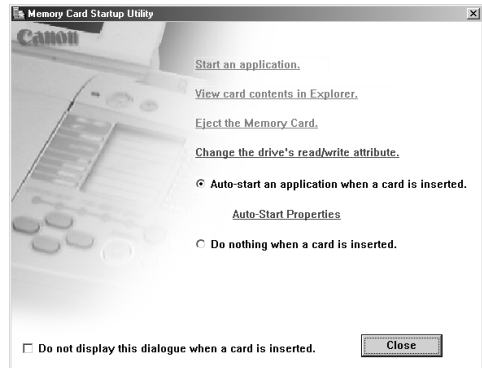 Memory Card Startup Utility
Canon
Start an application.
View card contents in Explorer.
Eject the Memory Card.
Change the drive's read/write attribute.
Auto-start an application when a card is inserted.
Auto-Start Properties
Do nothing when a card is inserted.
Do not display this dialogue when a card is inserted.
Close